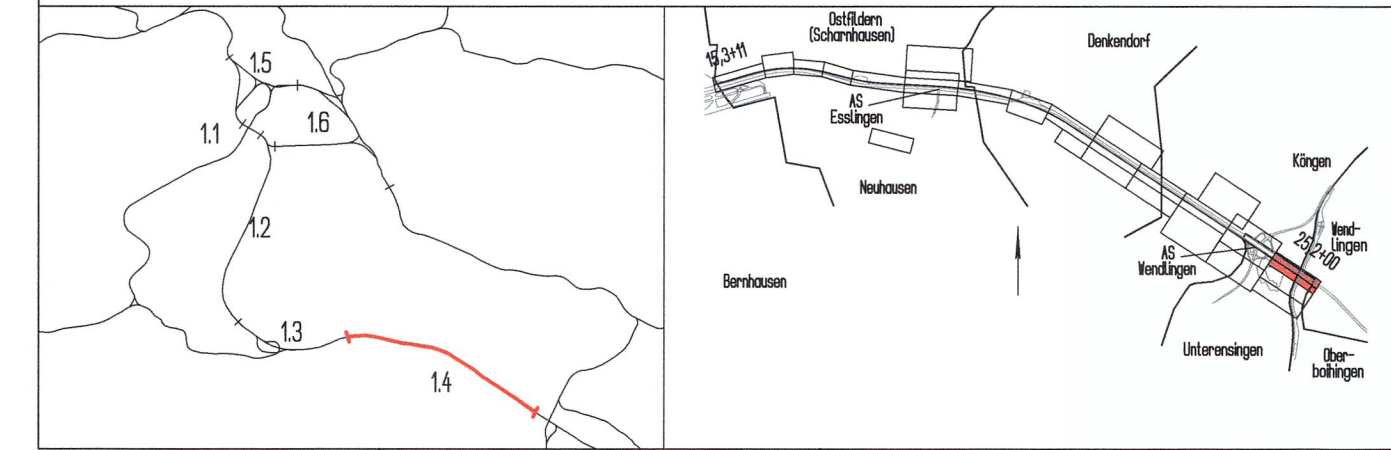 1.5
1.1
1.6
1.2
1.3
1.4
Ostfildern
(Scharnhausen)
Denkendorf
15,3+11
AS
Esslingen
Neuhausen
Köngen
Wend-
lingen
25,2+00
AS
Wendlingen
Bernhausen
Unterensingen
Ober-
boihingen